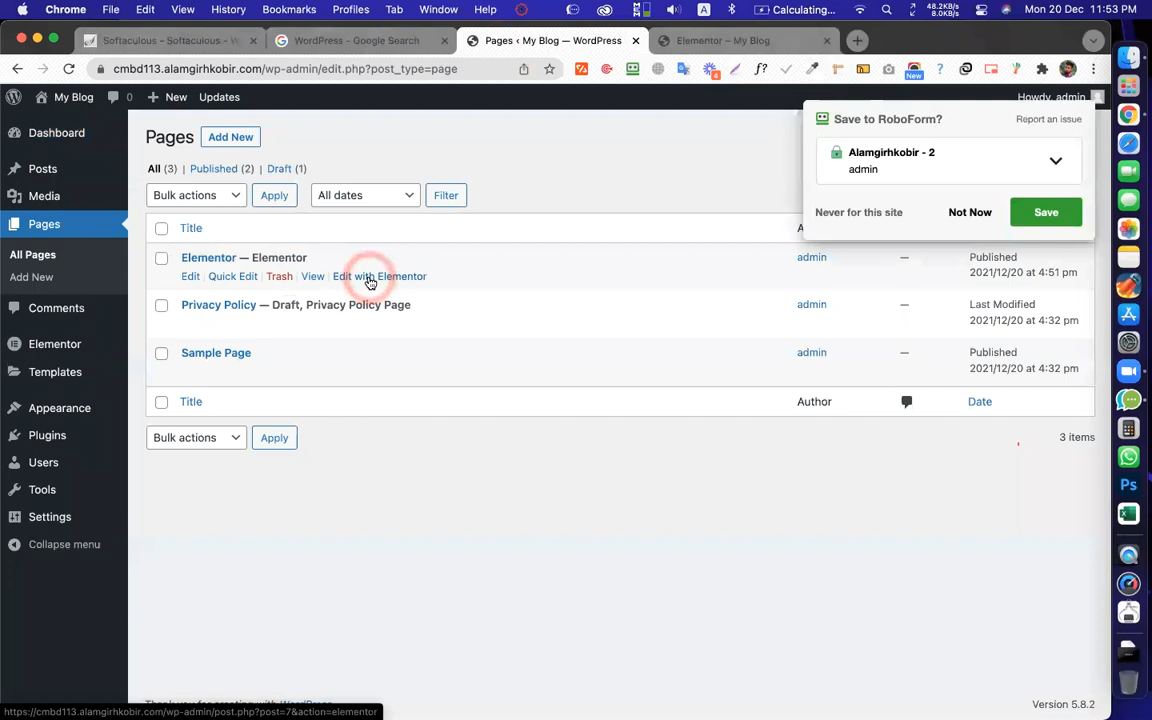 Chrome File Edit View History Bookmarks Profiles Tab Window Help A Calculating... 48.2KB/s 8.0KB/s Mon 20 Dec 11:53 PM
Softaculous – Softaculous – W × WordPress - Google Search × Pages ‹ My Blog — WordPress × Elementor – My Blog ×
cmbd113.alamgirhkobir.com/wp-admin/edit.php?post_type=page 4 f? New
My Blog 0 + New Updates Howdy, admin
Save to RoboForm? Report an issue
Alamgirhkobir - 2
admin
Never for this site Not Now Save
Dashboard
Posts
Media
Pages
All Pages
Add New
Comments
Elementor
Templates
Appearance
Plugins
Users
Tools
Settings
Collapse menu
Pages Add New
All (3) | Published (2) | Draft (1)
Bulk actions Apply All dates Filter
Title
Elementor — Elementor admin — Published
Edit | Quick Edit | Trash | View | Edit with Elementor 2021/12/20 at 4:51 pm
Privacy Policy — Draft, Privacy Policy Page admin — Last Modified
2021/12/20 at 4:32 pm
Sample Page admin — Published
2021/12/20 at 4:32 pm
Title Author Date
Bulk actions Apply 3 items
Version 5.8.2
https://cmbd113.alamgirhkobir.com/wp-admin/post.php?post=7&action=elementor
Ps